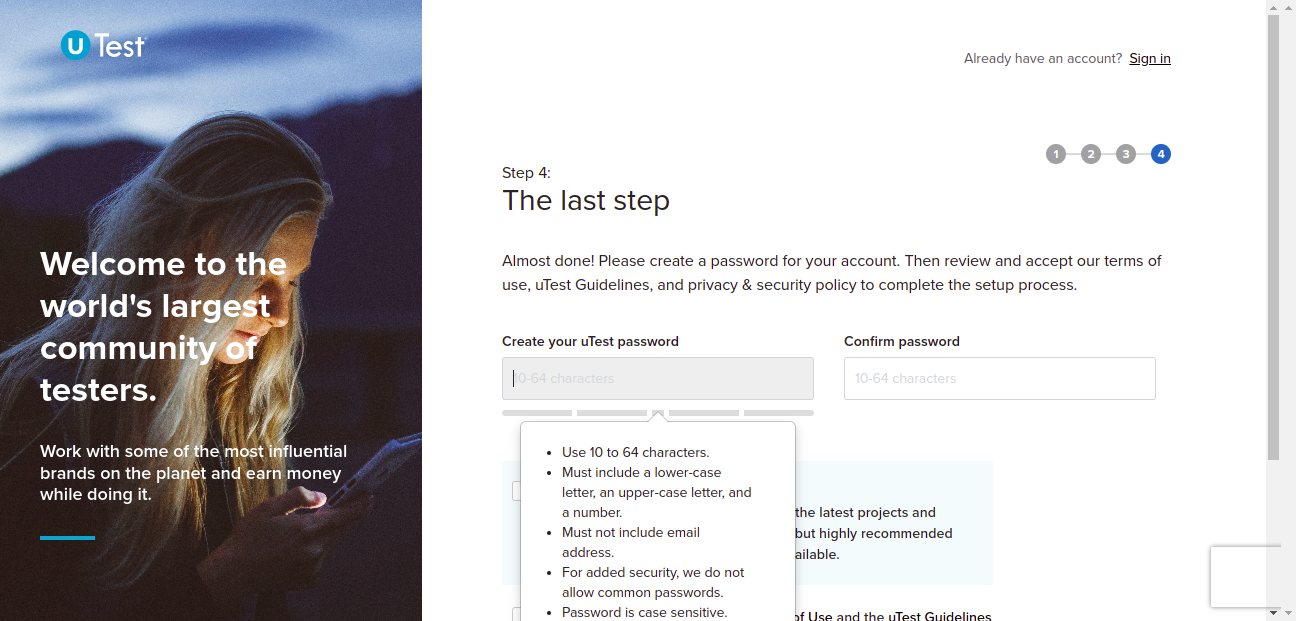 uTest
Already have an account? Sign in
1 2 3 4
Step 4:
The last step
Welcome to the
world's largest
community of
testers.
Work with some of the most influential
brands on the planet and earn money
while doing it.
Almost done! Please create a password for your account. Then review and accept our terms of
use, uTest Guidelines, and privacy & security policy to complete the setup process.
Create your uTest password
Confirm password
10-64 characters
10-64 characters
Use 10 to 64 characters.
Must include a lower-case
letter, an upper-case letter, and
a number.
Must not include email
address.
For added security, we do not
allow common passwords.
Password is case sensitive.
the latest projects and
but highly recommended
of Use and the uTest Guidelines